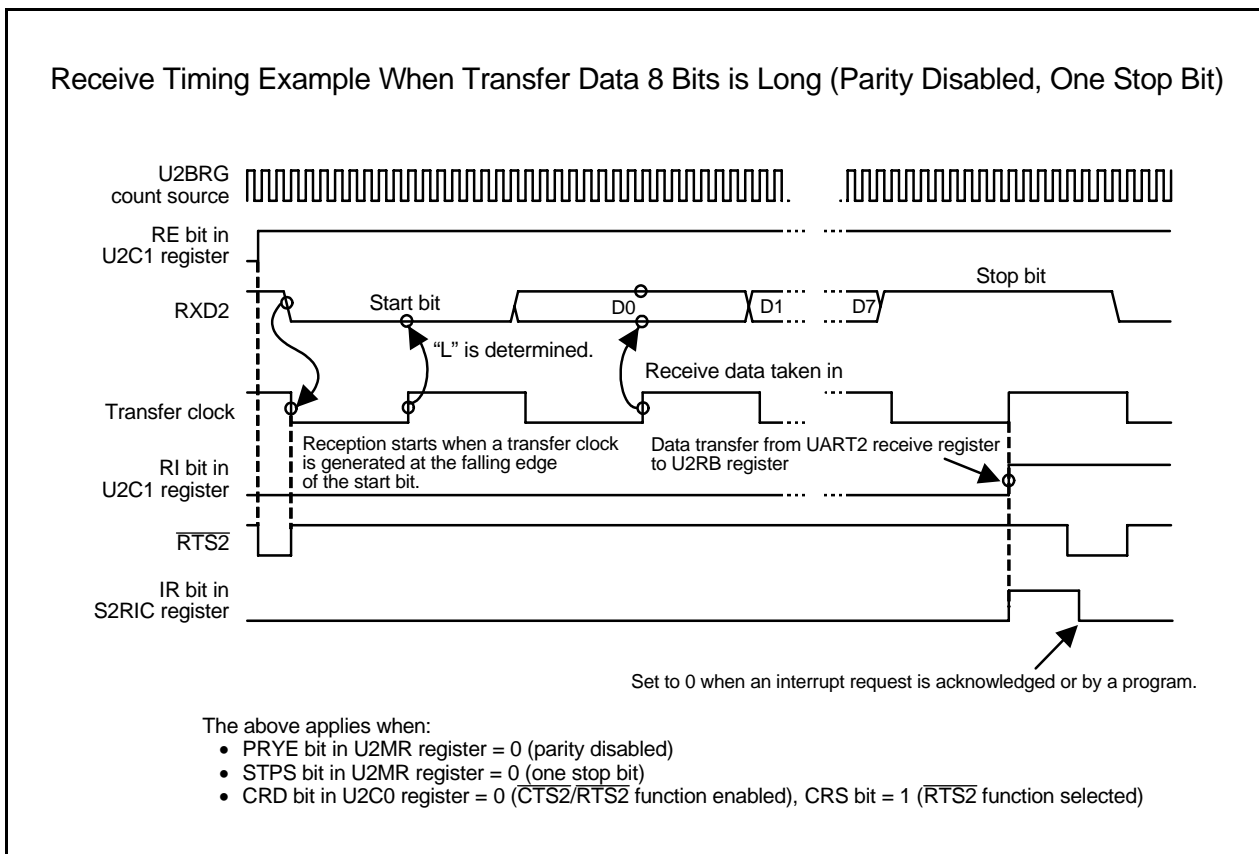 Receive Timing Example When Transfer Data 8 Bits is Long (Parity Disabled, One Stop Bit)
U2BRG
count source
RE bit in
U2C1 register
RXD2
Start bit
D0
D1
D7
Stop bit
"L" is determined.
Receive data taken in
Transfer clock
Reception starts when a transfer clock
is generated at the falling edge
of the start bit.
Data transfer from UART2 receive register
to U2RB register
RI bit in
U2C1 register
RTS2
IR bit in
S2RIC register
Set to 0 when an interrupt request is acknowledged or by a program.
The above applies when:
• PRYE bit in U2MR register = 0 (parity disabled)
• STPS bit in U2MR register = 0 (one stop bit)
• CRD bit in U2C0 register = 0 (CTS2/RTS2 function enabled), CRS bit = 1 (RTS2 function selected)